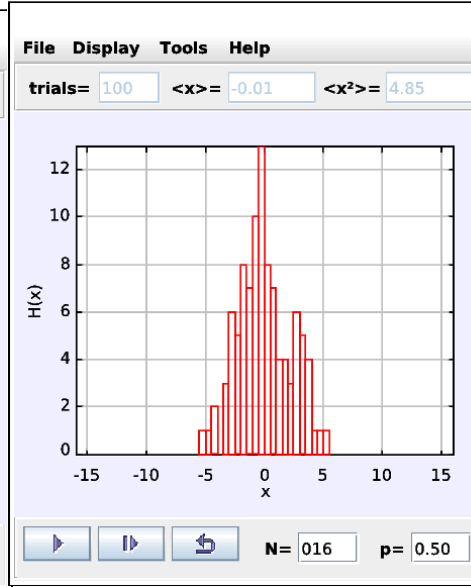 File Display Tools Help
trials= 100 <x>= -0.01 <x²>= 4.85
12
10
8
6
4
2
0
H(x)
-15 -10 -5 0 5 10 15
x
N= 016 p= 0.50